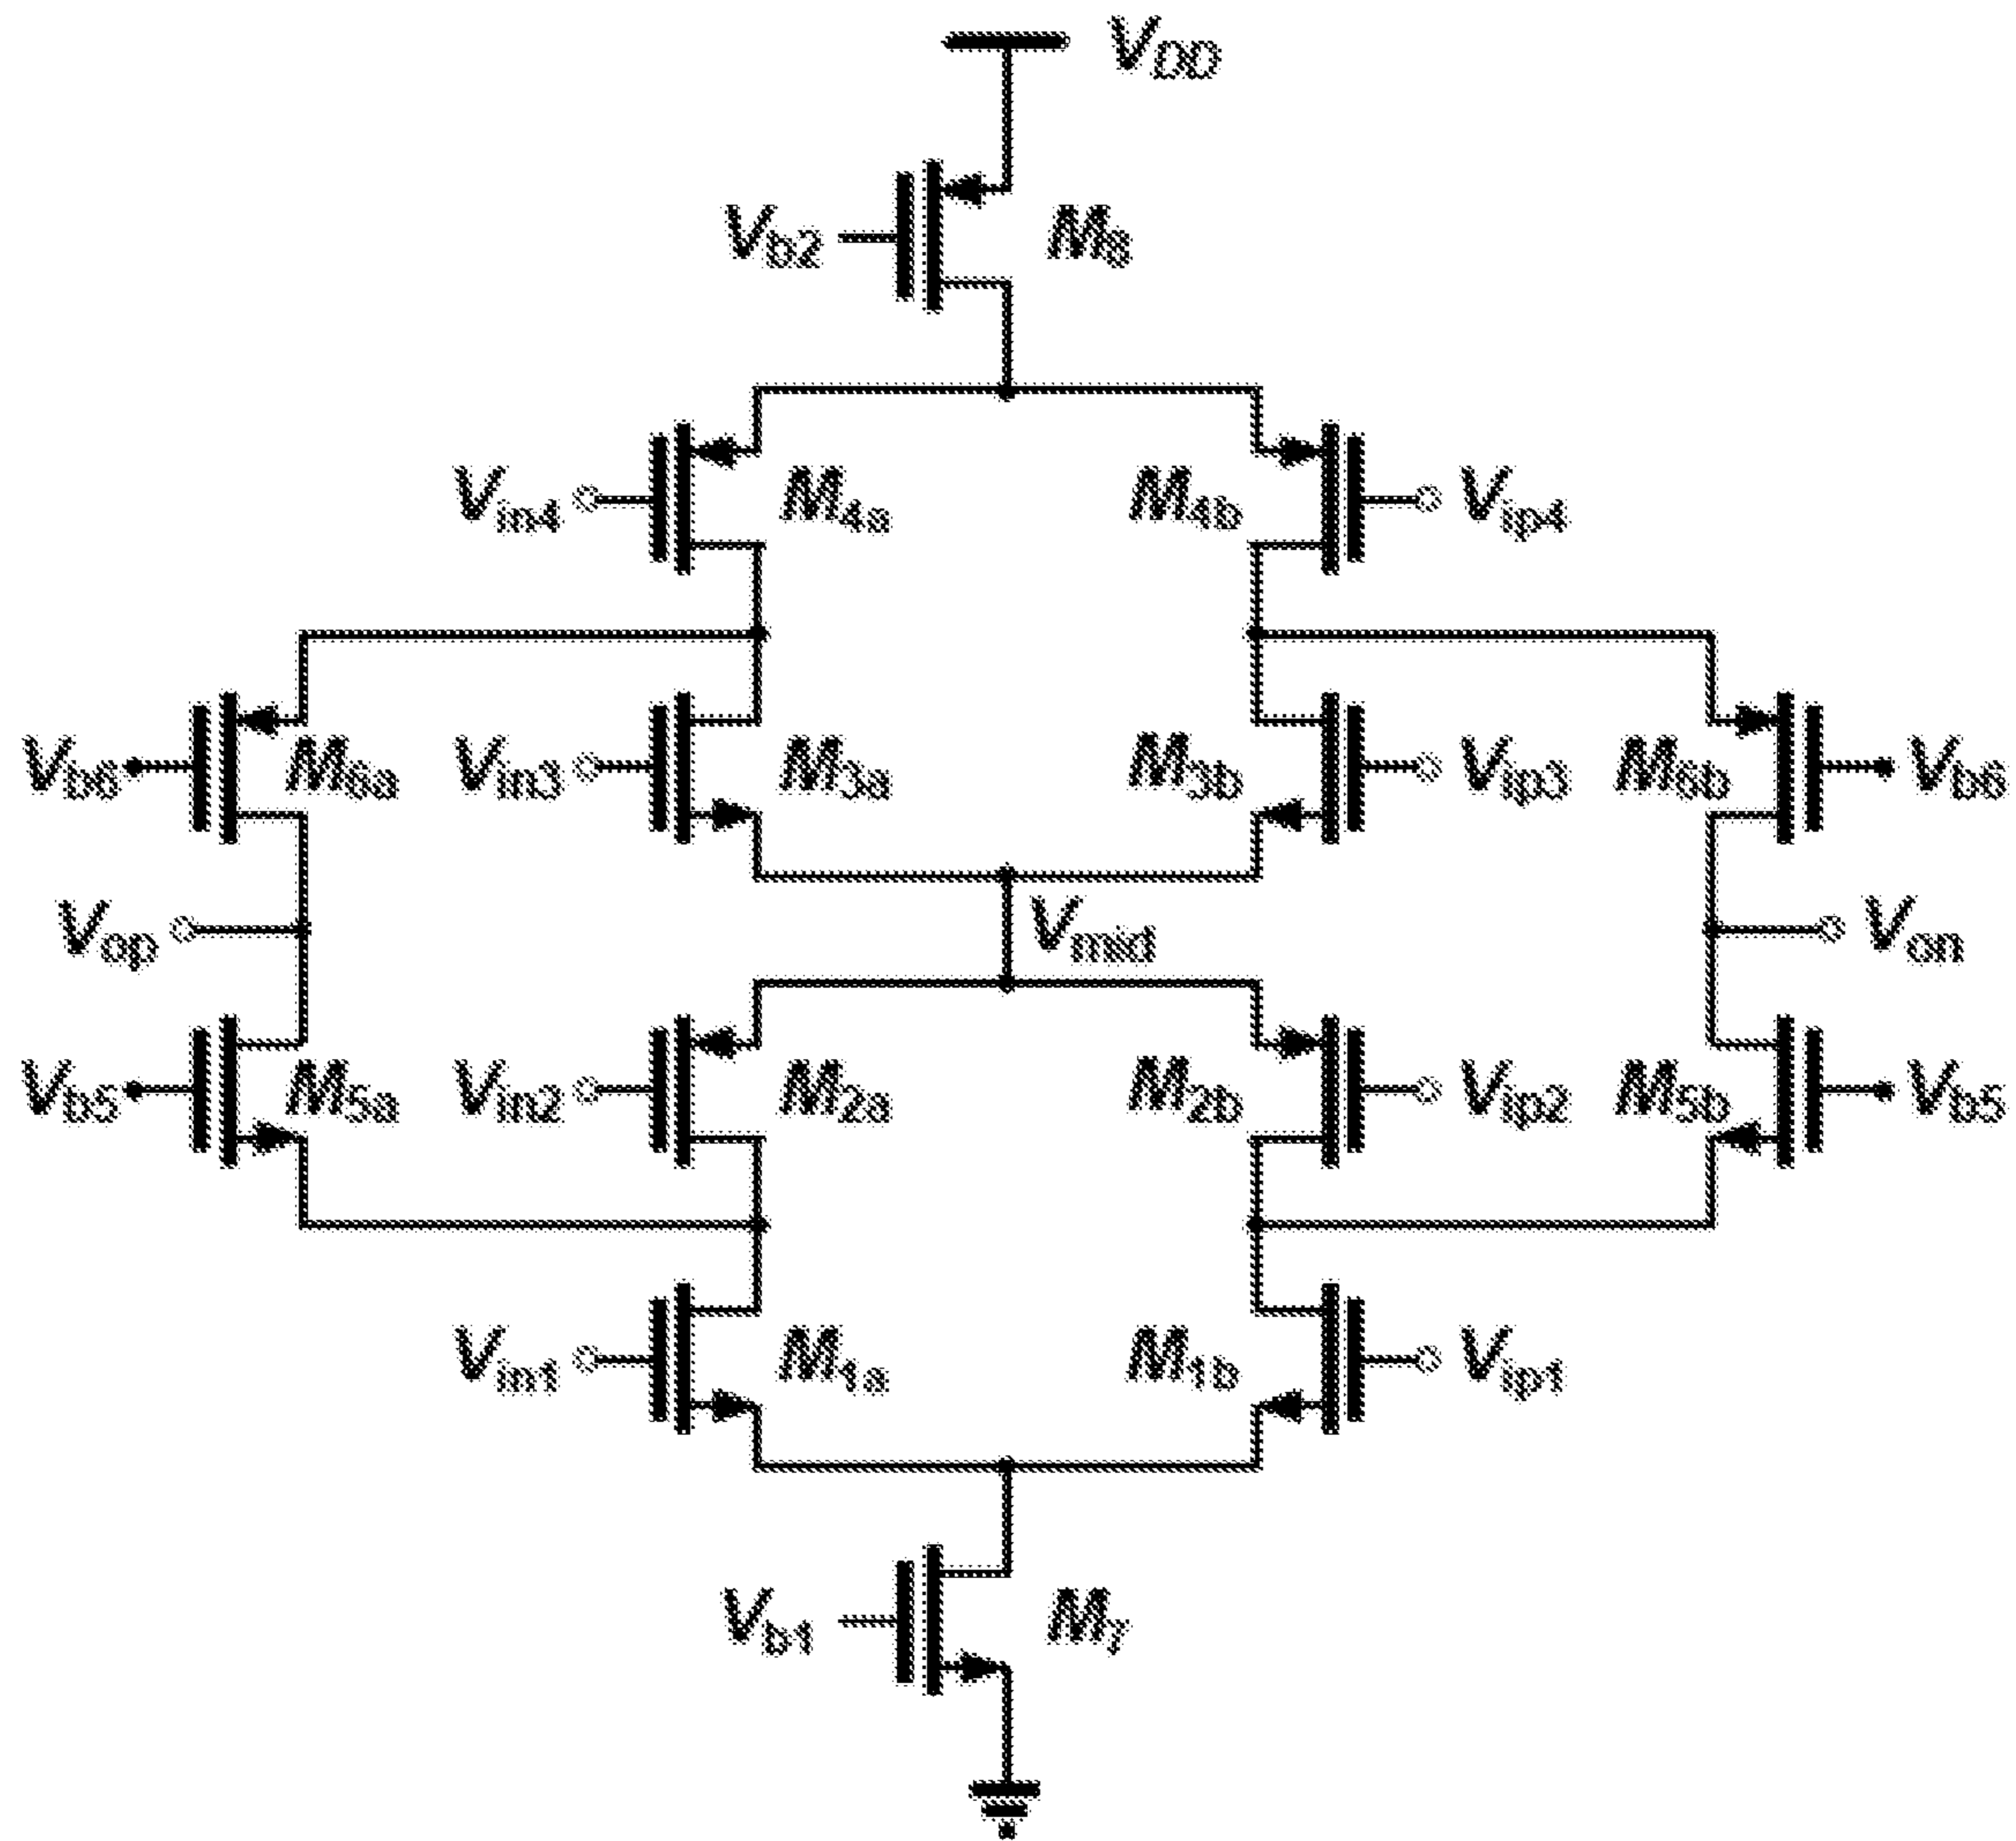 VDD
Vb2 M8
Vin4 M4a M4b Vip4
Vb6 M6a Vin3 M3a M3b Vip3 M6b Vb6
Vop Vmid Von
Vb5 M5a Vin2 M2a M2b Vip2 M5b Vb5
Vin1 M1a M1b Vip1
Vb1 M7